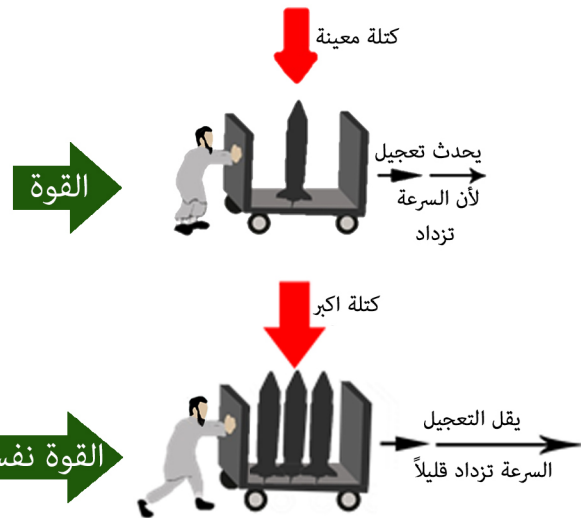 كتلة معينة
القوة
يحدث تعجيل
لأن السرعة
تزداد
كتلة اكبر
القوة نفس
يقل التعجيل
السرعة تزداد قليلاً